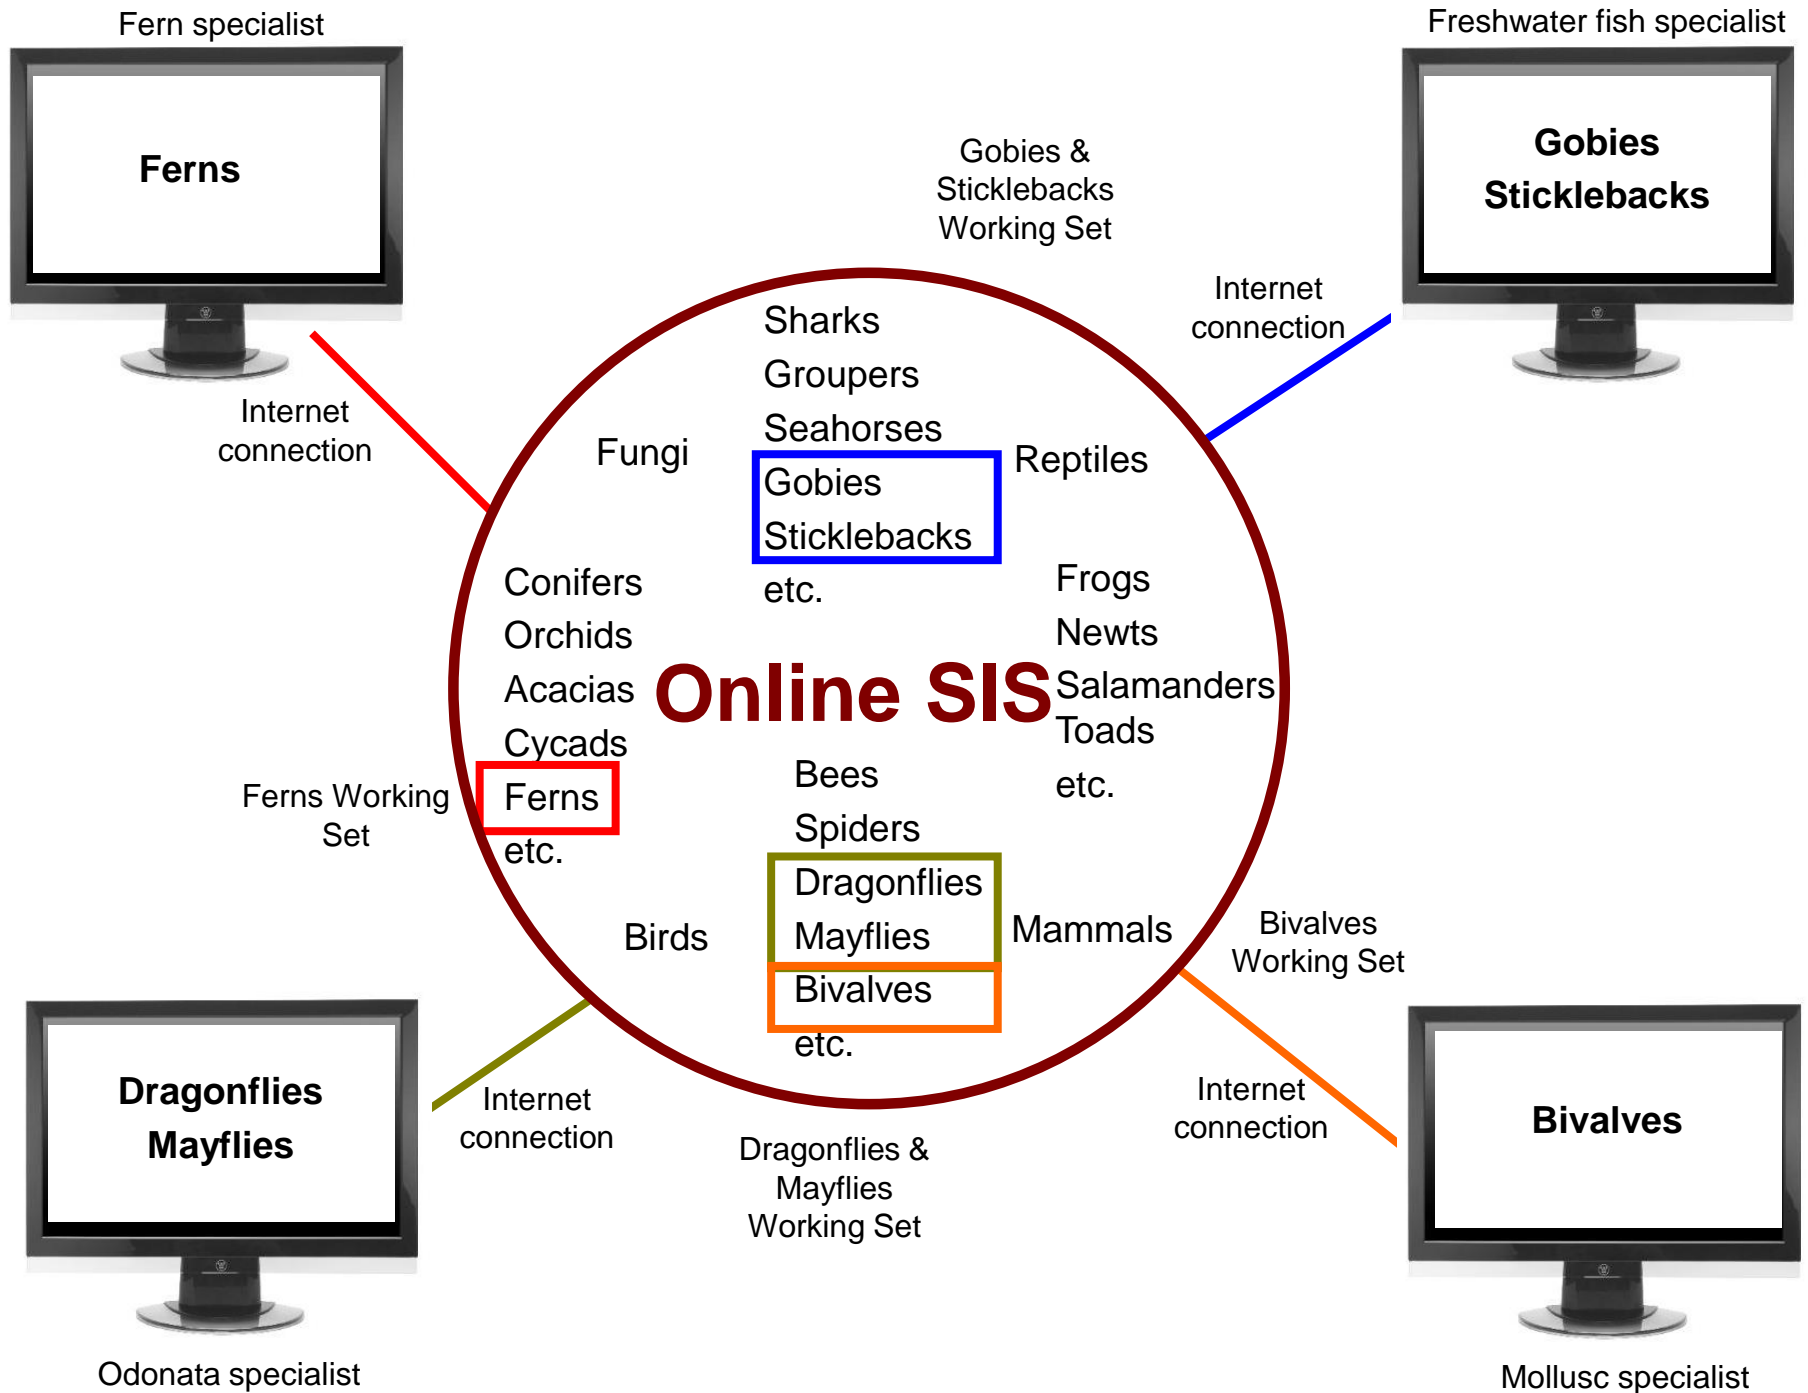 Fern specialist
Freshwater fish specialist
Ferns
Gobies
Sticklebacks
Gobies &
Sticklebacks
Working Set
Internet
connection
Internet
connection
Sharks
Groupers
Seahorses
Gobies
Sticklebacks
etc.
Fungi
Reptiles
Conifers
Orchids
Acacias
Cycads
Ferns
etc.
Frogs
Newts
Salamanders
Toads
etc.
Online SIS
Ferns Working
Set
Bees
Spiders
Dragonflies
Mayflies
Bivalves
etc.
Birds
Mammals
Bivalves
Working Set
Dragonflies
Mayflies
Internet
connection
Dragonflies &
Mayflies
Working Set
Internet
connection
Bivalves
Odonata specialist
Mollusc specialist